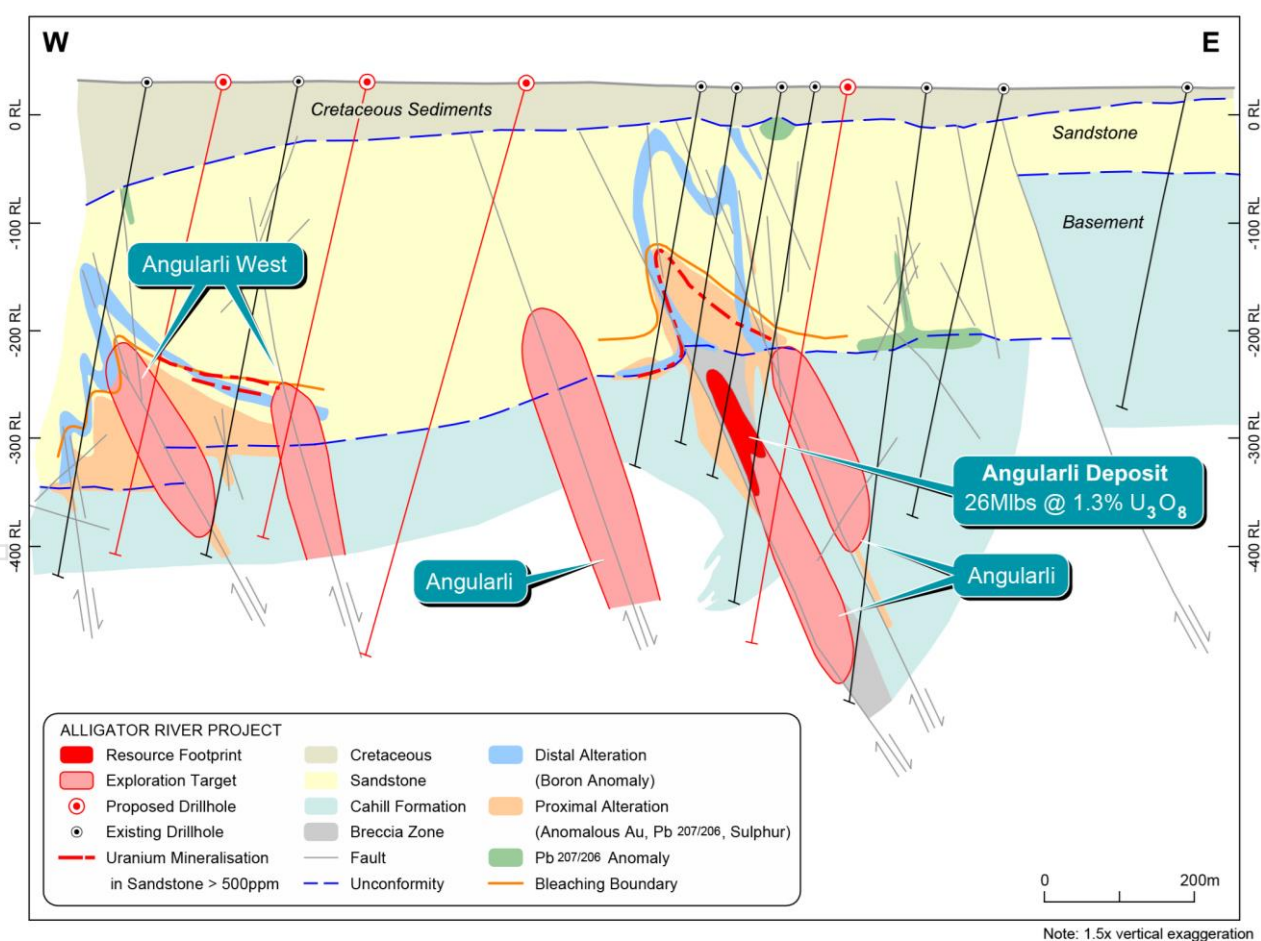 W
E
Cretaceous Sediments
Sandstone
Basement
0 RL
-100 RL
-200 RL
-300 RL
400 RL
0 RL
-100 RL
-200 RL
-300 RL
400 RL
Angularli West
Angularli Deposit
26Mlbs @ 1.3% U3O8
Angularli
Angularli
ALLIGATOR RIVER PROJECT
Resource Footprint
Exploration Target
Proposed Drillhole
Existing Drillhole
Uranium Mineralisation
in Sandstone > 500ppm
Cretaceous
Sandstone
Cahill Formation
Breccia Zone
Fault
Unconformity
Distal Alteration
(Boron Anomaly)
Proximal Alteration
(Anomalous Au, Pb 207/206, Sulphur)
Pb 207/206 Anomaly
Bleaching Boundary
0
200m
Note: 1.5x vertical exaggeration